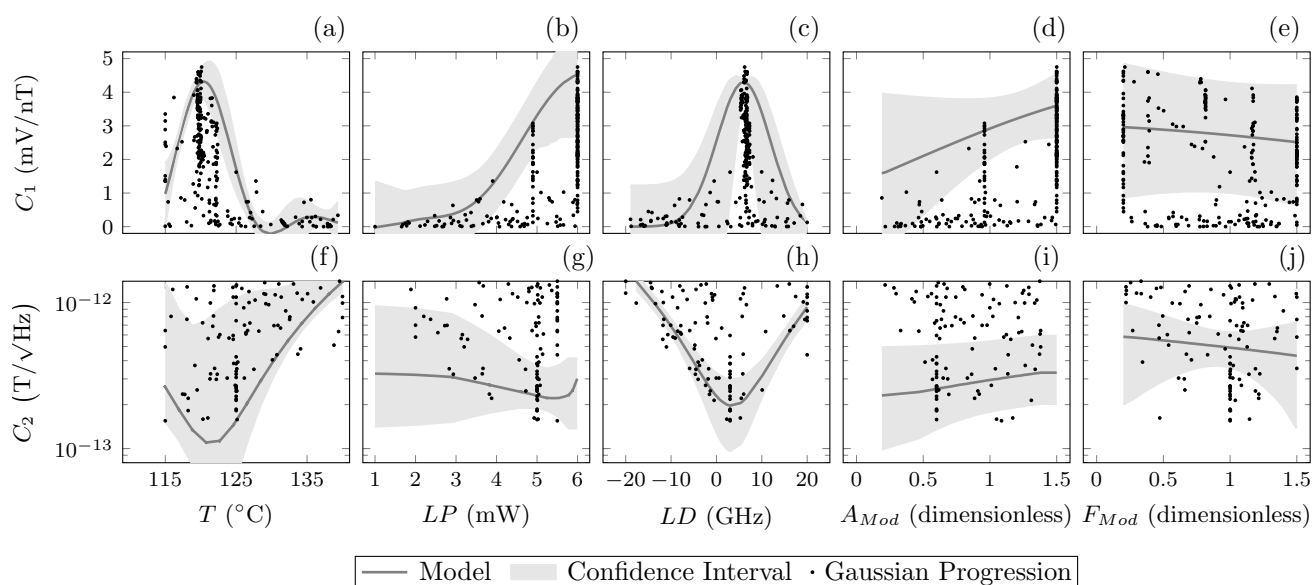 (a) (b) (c) (d) (e)
5
4
3
2
1
0
C₁ (mV/nT)
(f) (g) (h) (i) (j)
10⁻¹²
10⁻¹³
C₂ (T/√Hz)
115 125 135 1 2 3 4 5 6 −20 −10 0 10 20 0 0.5 1 1.5 0 0.5 1 1.5
T (°C) LP (mW) LD (GHz) A_Mod (dimensionless) F_Mod (dimensionless)
Model Confidence Interval Gaussian Progression